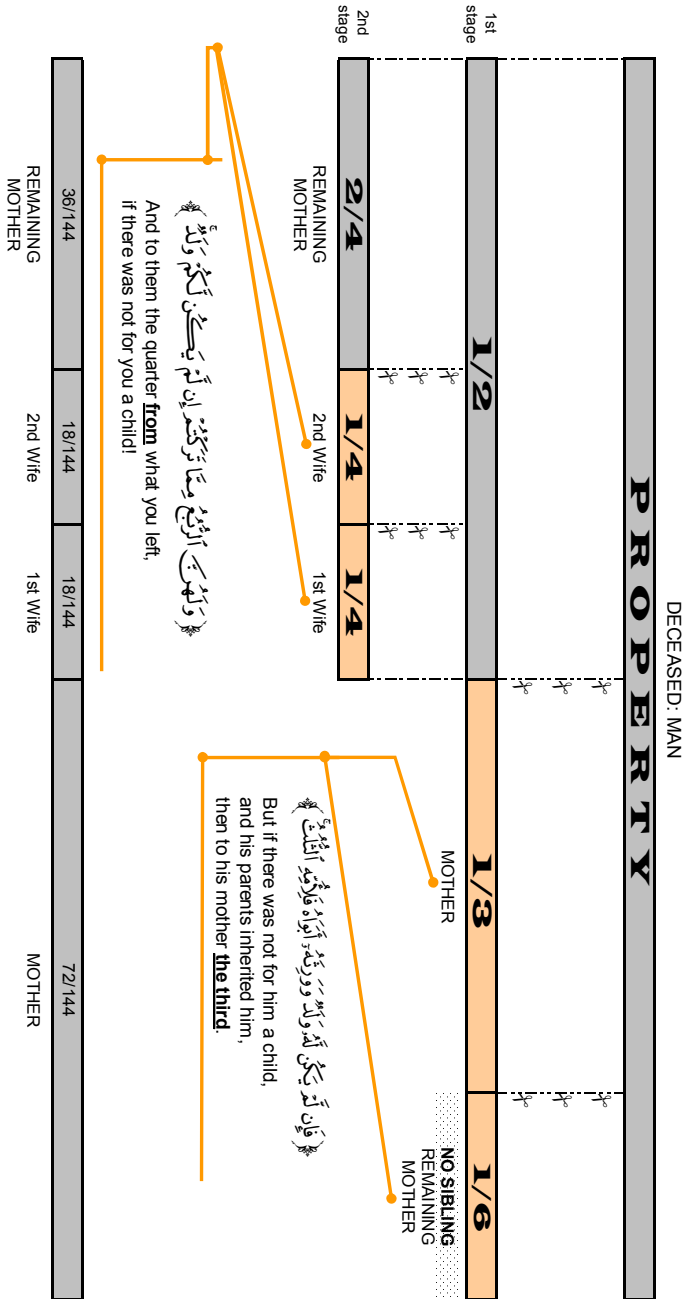 DECEASED: MAN
PROPERTY
1st stage
1/2
1/3
1/6
MOTHER
NO SIBLING
REMAINING
MOTHER
2nd stage
2/4
1/4
1/4
REMAINING
MOTHER
2nd Wife
1st Wife
﴿ فَإِن لَّمْ يَكُن لَّهُۥ وَلَدٌ وَوَرِثَهُۥٓ أَبَوَاهُ فَلِأُمِّهِ ٱلثُّلُثُ ۚ ﴾
But if there was not for him a child,
and his parents inherited him,
then to his mother the third.
﴿ وَلَهُنَّ ٱلرُّبُعُ مِمَّا تَرَكْتُمْ إِن لَّمْ يَكُن لَّكُمْ وَلَدٌ ۚ ﴾
And to them the quarter from what you left,
if there was not for you a child!
36/144
18/144
18/144
72/144
REMAINING
MOTHER
2nd Wife
1st Wife
MOTHER